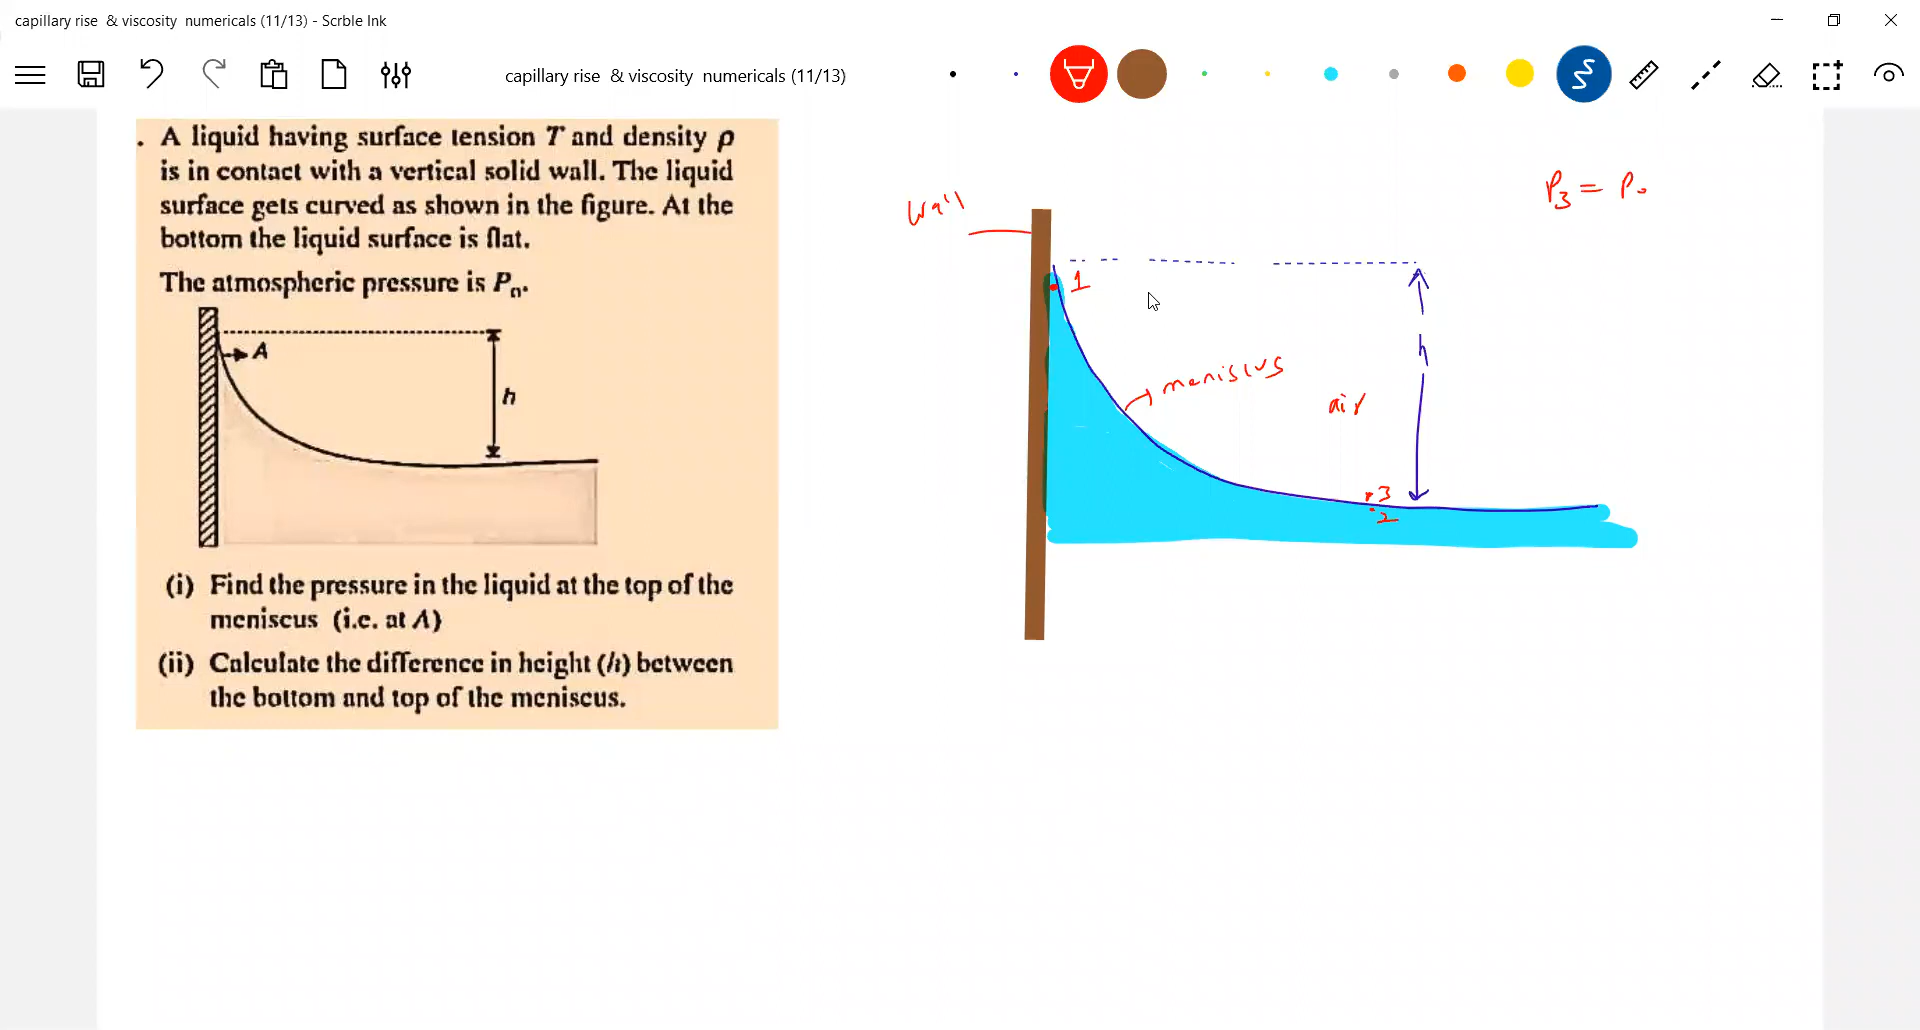 capillary rise & viscosity numericals (11/13) - Scrble Ink
capillary rise & viscosity numericals (11/13)
. A liquid having surface tension T and density ρ
is in contact with a vertical solid wall. The liquid
surface gets curved as shown in the figure. At the
bottom the liquid surface is flat.
The atmospheric pressure is P₀.
A
h
(i) Find the pressure in the liquid at the top of the
meniscus (i.e. at A)
(ii) Calculate the difference in height (h) between
the bottom and top of the meniscus.
P₃ = P₀
wall
1
h
meniscus
air
3
2